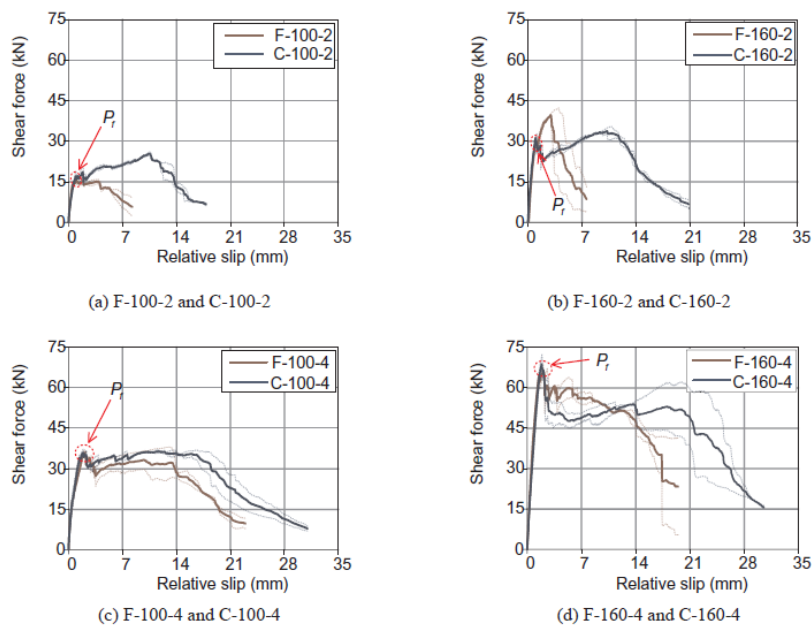 75
60
45
30
15
0
Shear force (kN)
F-100-2
C-100-2
Pr
0 7 14 21 28 35
Relative slip (mm)
(a) F-100-2 and C-100-2
75
60
45
30
15
0
Shear force (kN)
F-160-2
C-160-2
Pr
0 7 14 21 28 35
Relative slip (mm)
(b) F-160-2 and C-160-2
75
60
45
30
15
0
Shear force (kN)
F-100-4
C-100-4
Pr
0 7 14 21 28 35
Relative slip (mm)
(c) F-100-4 and C-100-4
75
60
45
30
15
0
Shear force (kN)
F-160-4
C-160-4
Pr
0 7 14 21 28 35
Relative slip (mm)
(d) F-160-4 and C-160-4